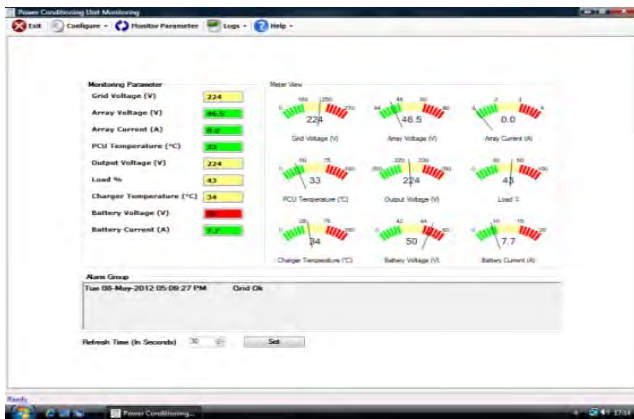 Power Conditioning Unit Monitoring
Exit Configure Monitor Parameter Logs Help
Monitoring Parameter
Grid Voltage (V) 224
Array Voltage (V) 46.5
Array Current (A) 0.0
PCU Temperature (°C) 33
Output Voltage (V) 224
Load % 43
Charger Temperature (°C) 34
Battery Voltage (V)
Battery Current (A) 7.7
Meter View
224 46.5 0.0
Grid Voltage (V) Array Voltage (V) Array Current (A)
33 224 43
PCU Temperature (°C) Output Voltage (V) Load %
34 50 7.7
Charger Temperature (°C) Battery Voltage (V) Battery Current (A)
Alarm Group
Tue 08-May-2012 05:09:27 PM Grid Ok
Refresh Time (In Seconds) 30 Set
Ready
Power Conditioning...